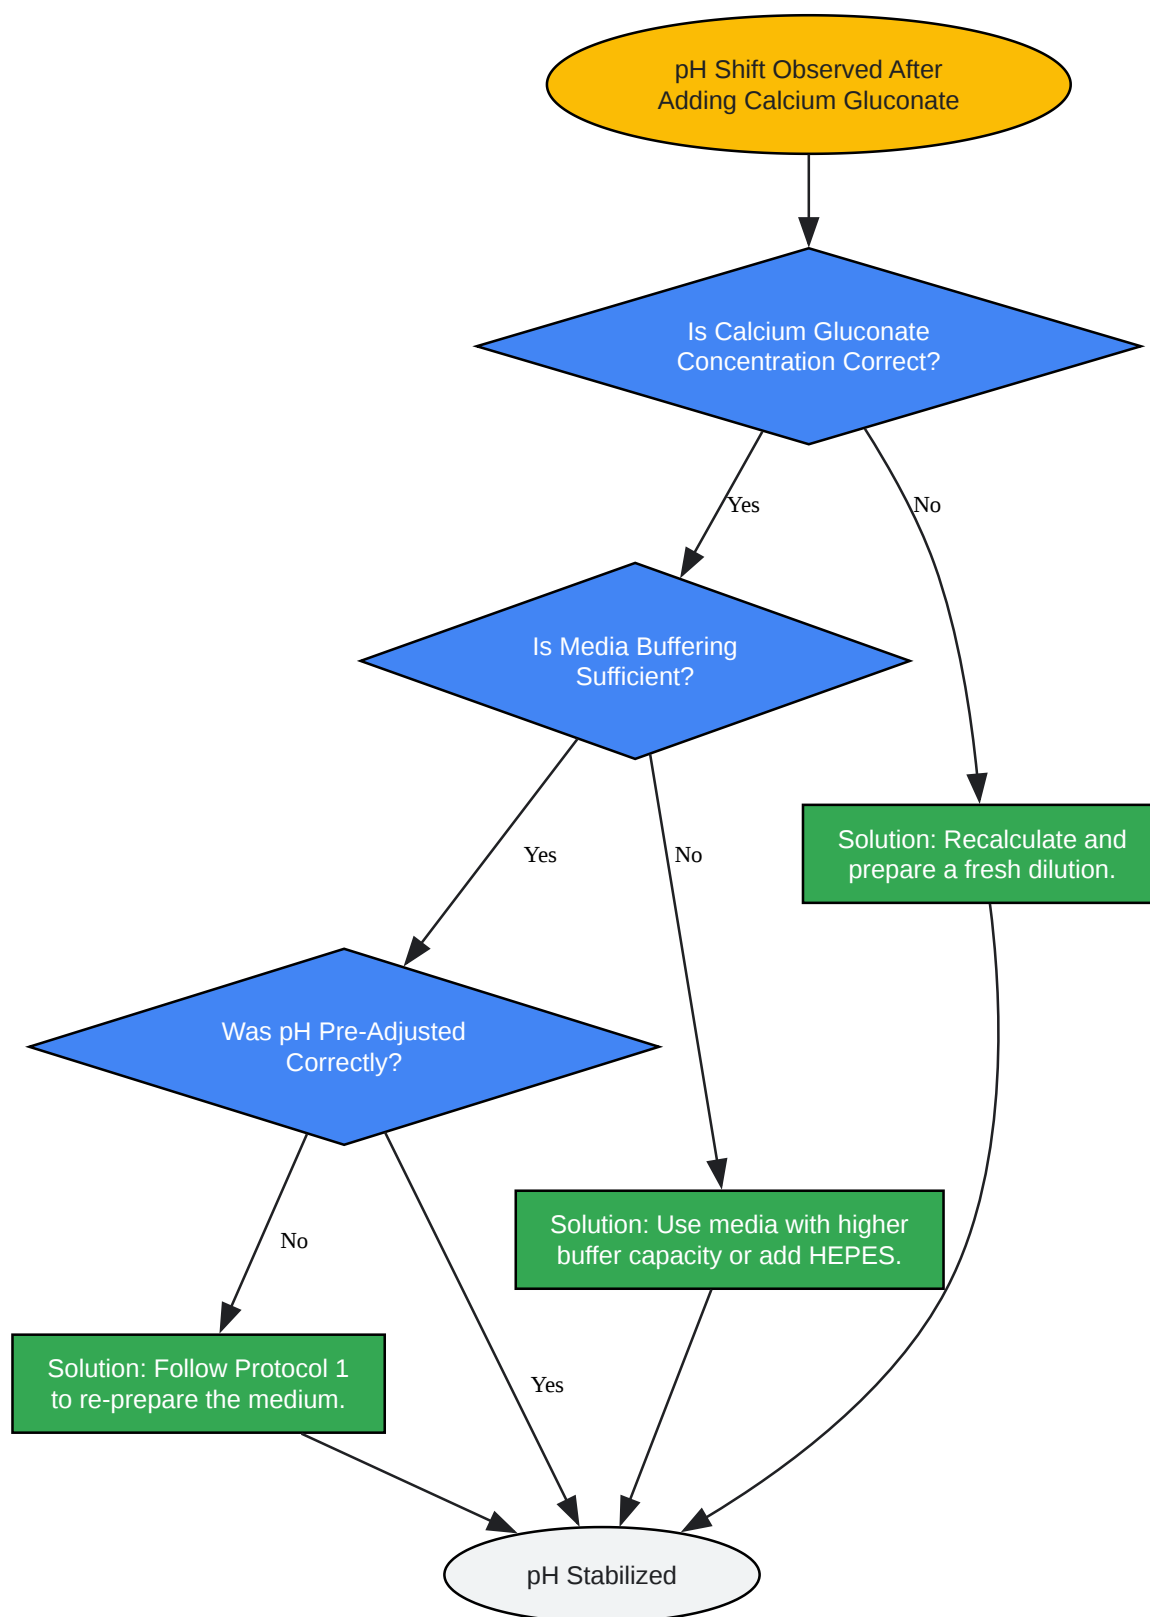 pH Shift Observed After
Adding Calcium Gluconate
Is Calcium Gluconate
Concentration Correct?
Yes
No
Is Media Buffering
Sufficient?
Solution: Recalculate and
prepare a fresh dilution.
Yes
No
Was pH Pre-Adjusted
Correctly?
Solution: Use media with higher
buffer capacity or add HEPES.
No
Solution: Follow Protocol 1
to re-prepare the medium.
Yes
pH Stabilized